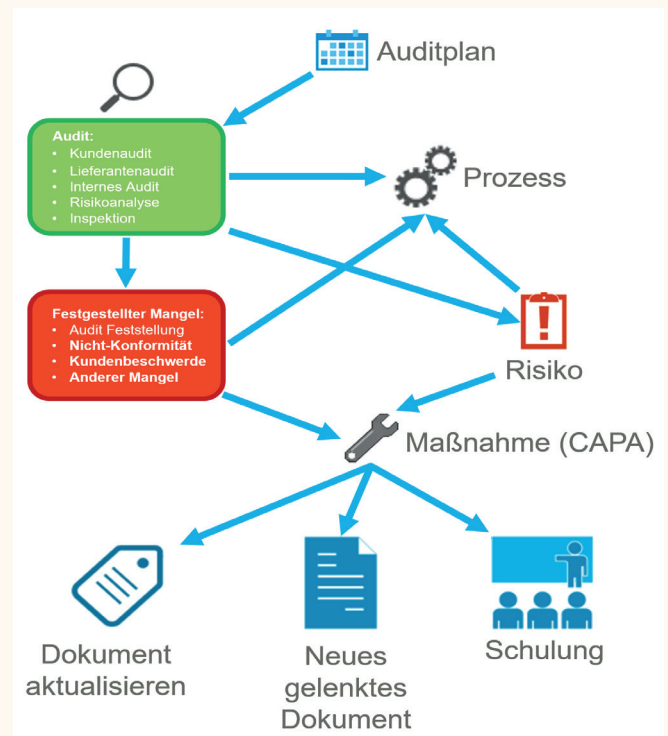 Auditplan
Audit:
• Kundenaudit
• Lieferantenaudit
• Internes Audit
• Risikoanalyse
• Inspektion
Prozess
Festgestellter Mangel:
• Audit Feststellung
• Nicht-Konformität
• Kundenbeschwerde
• Anderer Mangel
Risiko
Maßnahme (CAPA)
Dokument
aktualisieren
Neues
gelenktes
Dokument
Schulung